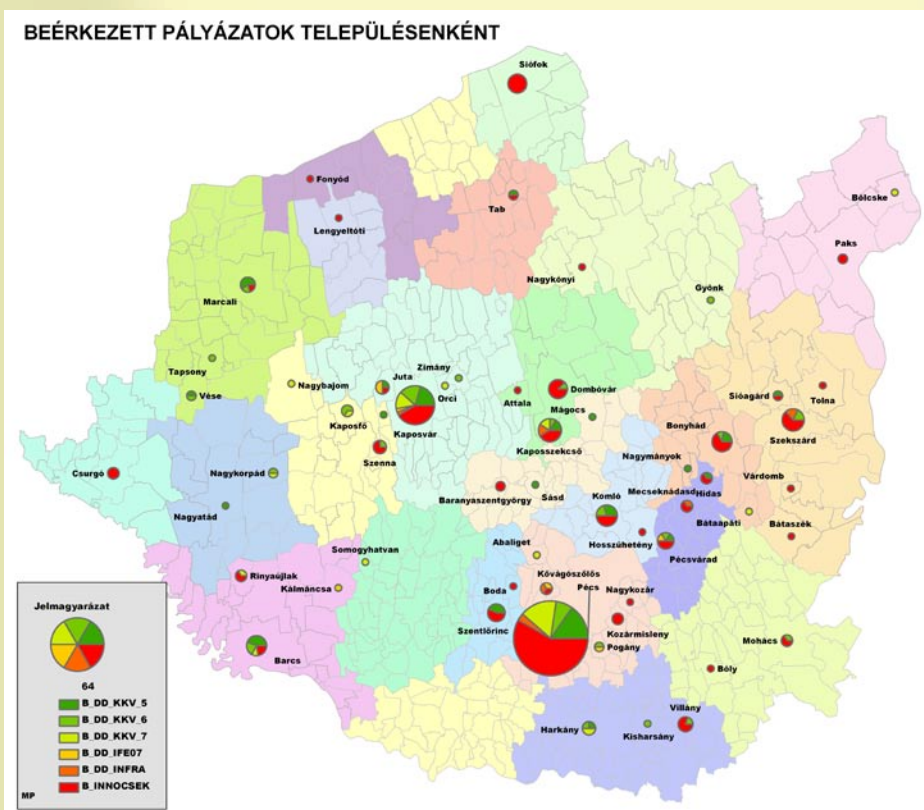 BEÉRKEZETT PÁLYÁZATOK TELEPÜLÉSENKÉNT
Siófok
Fonyód
Bölcske
Tab
Lengyeltóti
Paks
Nagykónyi
Gyönk
Marcali
Tapsony
Zimány
Juta
Nagybajom
Orci
Attala
Dombóvár
Sióagárd
Tolna
Vése
Mágocs
Kaposfő
Kaposvár
Szekszárd
Bonyhád
Kaposszekcső
Szenna
Nagymányok
Csurgó
Nagykorpád
Várdomb
Baranyaszentgyörgy
Sásd
Komló
Mecseknádasd
Hidas
Nagyatád
Bátaapáti
Bátaszék
Hosszúhetény
Pécsvárad
Somogyhatvan
Abaliget
Rinyaújlak
Kálmáncsa
Boda
Kővágószőlős
Pécs
Nagykozár
Szentlőrinc
Kozármisleny
Pogány
Mohács
Barcs
Bóly
Villány
Harkány
Kisharsány
Jelmagyarázat
64
B_DD_KKV_5
B_DD_KKV_6
B_DD_KKV_7
B_DD_IFE07
B_DD_INFRA
B_INNOCSEK
MP